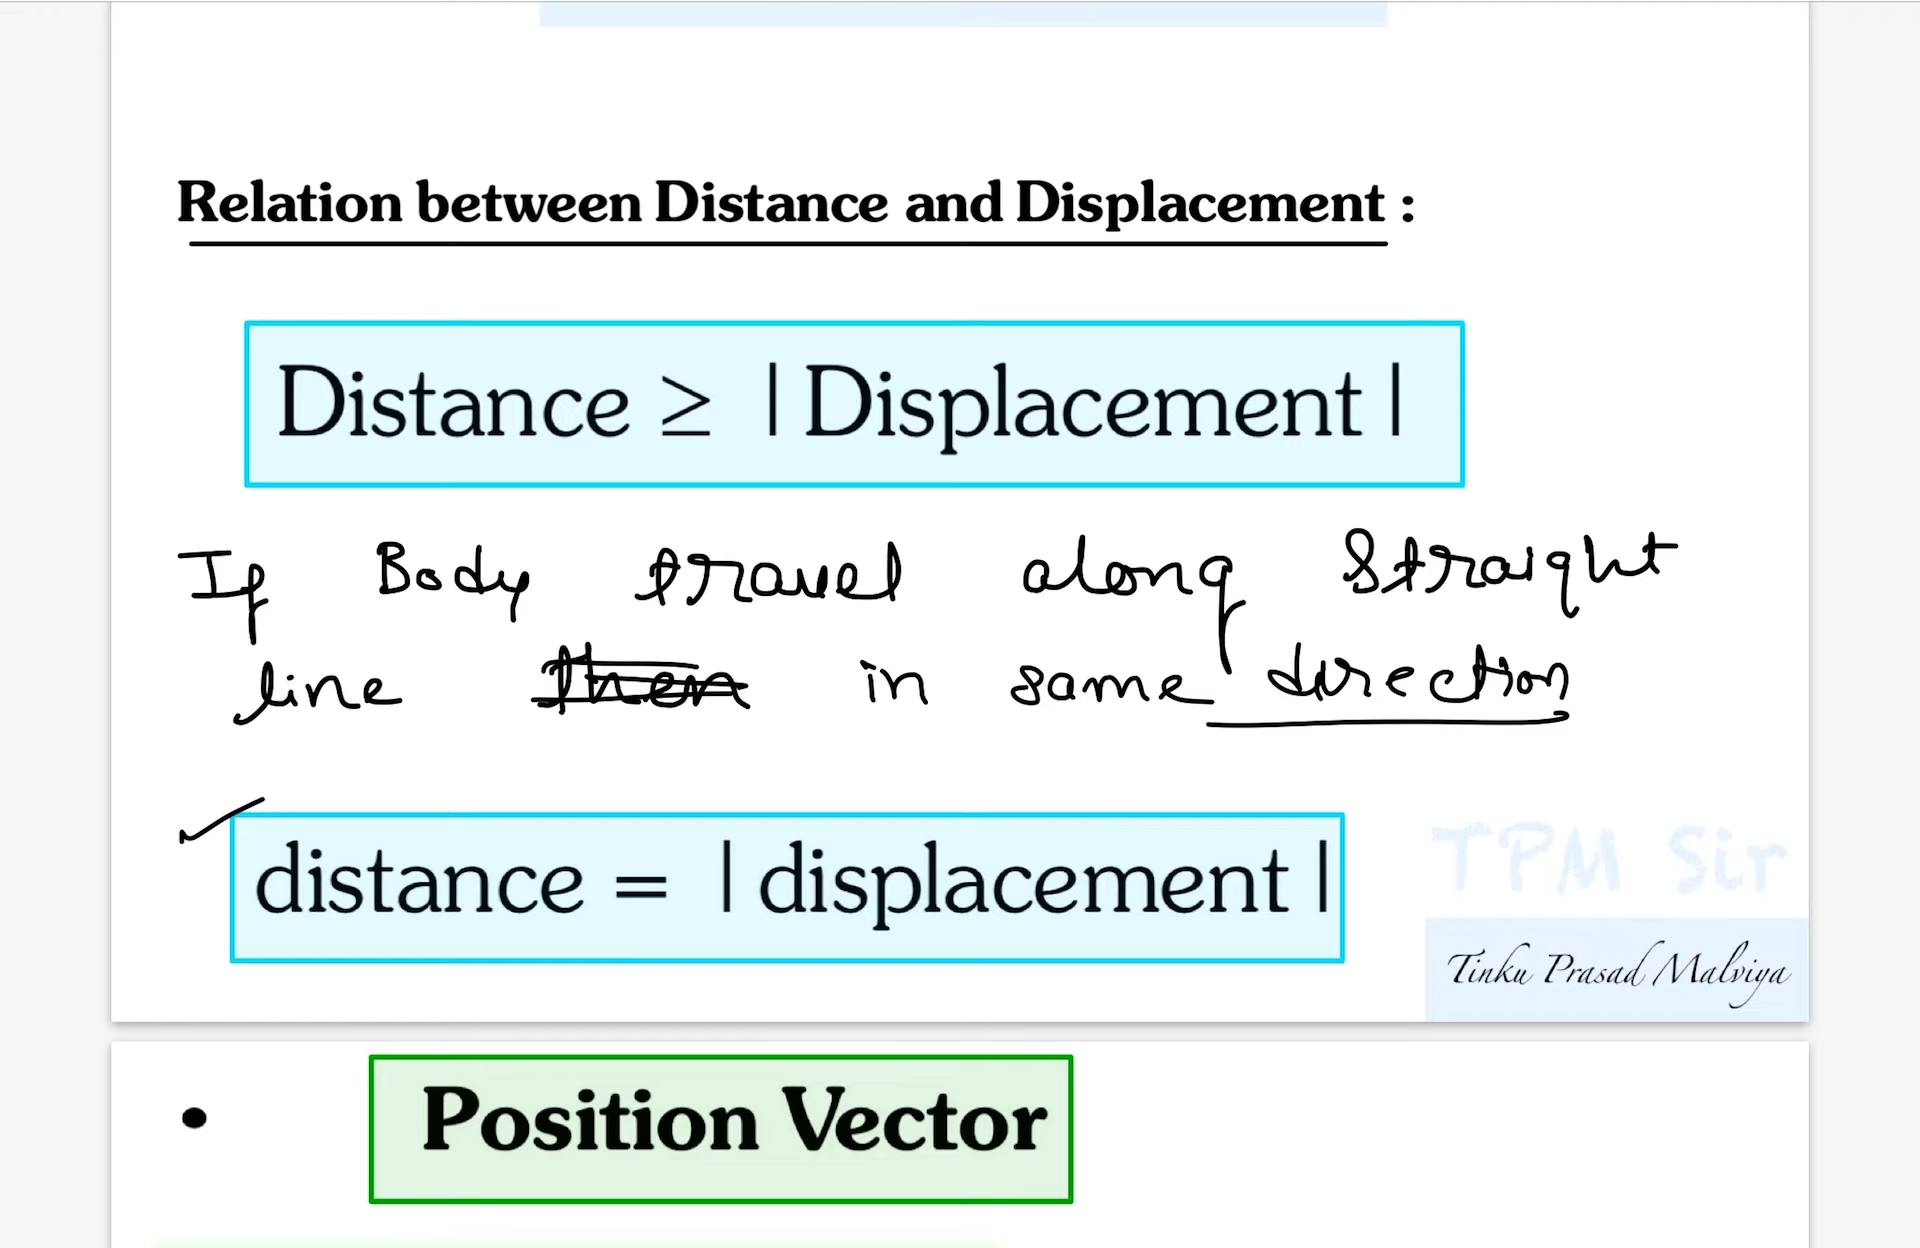 Relation between Distance and Displacement :
Distance ≥ | Displacement |
If Body travel along straight
line then in same direction
distance = | displacement |
TPM Sir
Tinku Prasad Malviya
• Position Vector